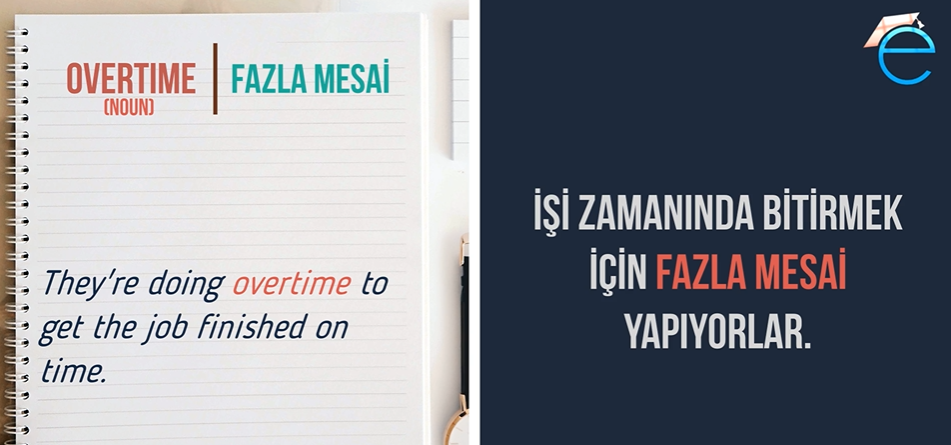 OVERTIME | FAZLA MESAİ
(NOUN)
They're doing overtime to
get the job finished on
time.
İŞİ ZAMANINDA BİTİRMEK
İÇİN FAZLA MESAİ
YAPIYORLAR.
e